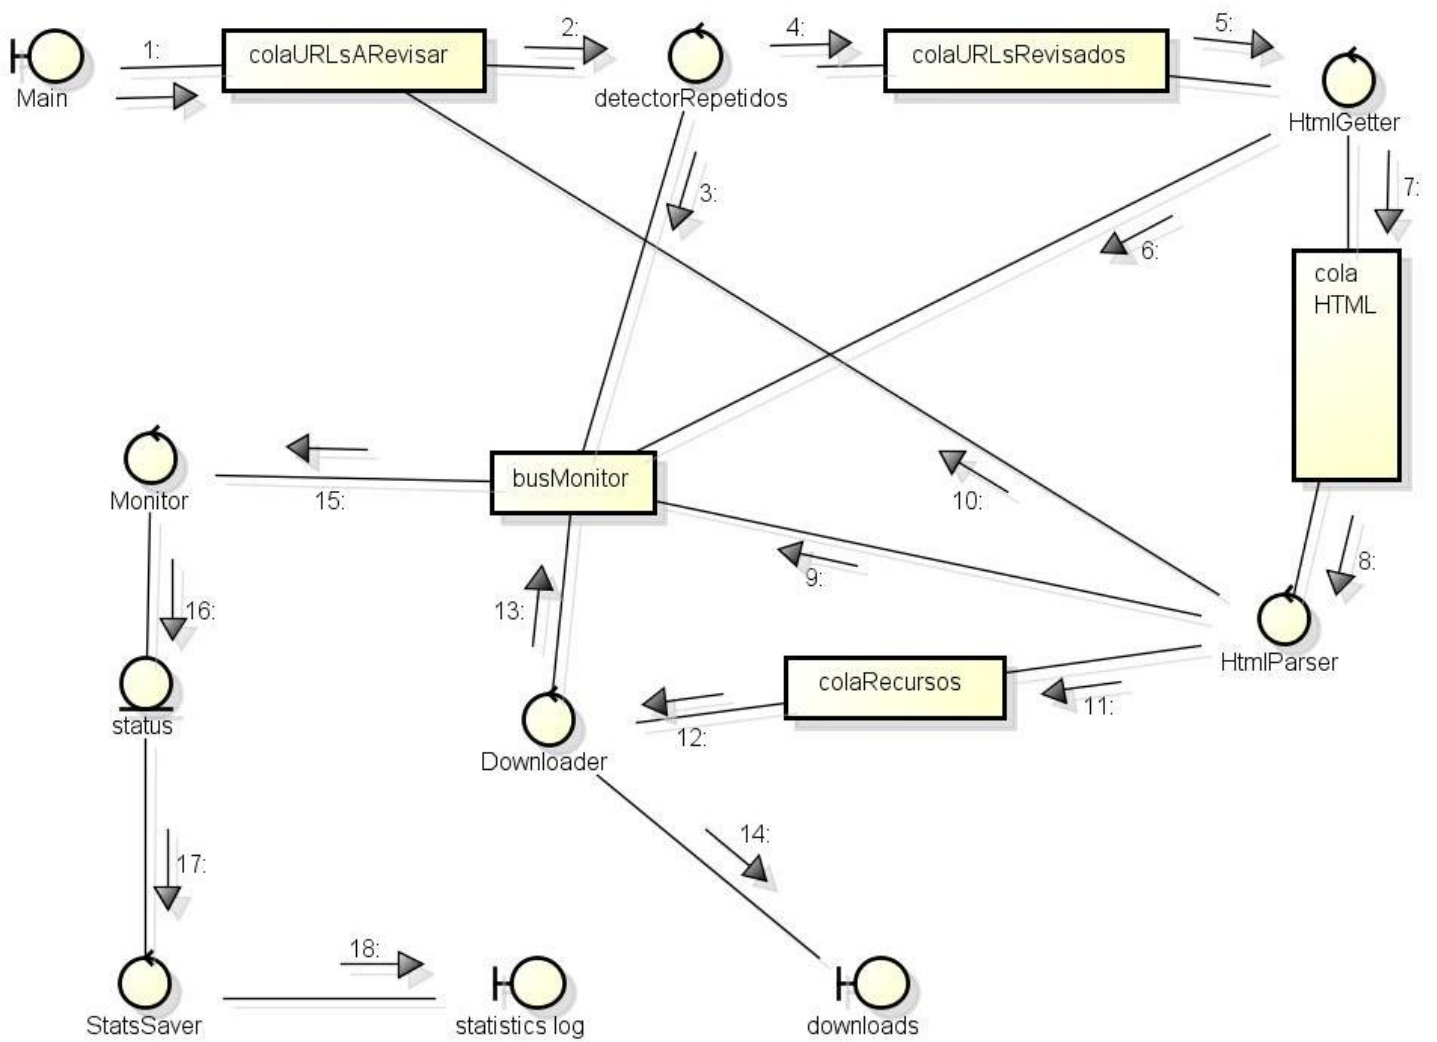 1:
colaURLsARevisar
2:
4:
colaURLsRevisados
5:
Main
detectorRepetidos
HtmlGetter
3:
7:
6:
cola
HTML
Monitor
15:
busMonitor
10:
9:
8:
16:
13:
HtmlParser
colaRecursos
11:
status
12:
Downloader
14:
17:
18:
StatsSaver
statistics log
downloads